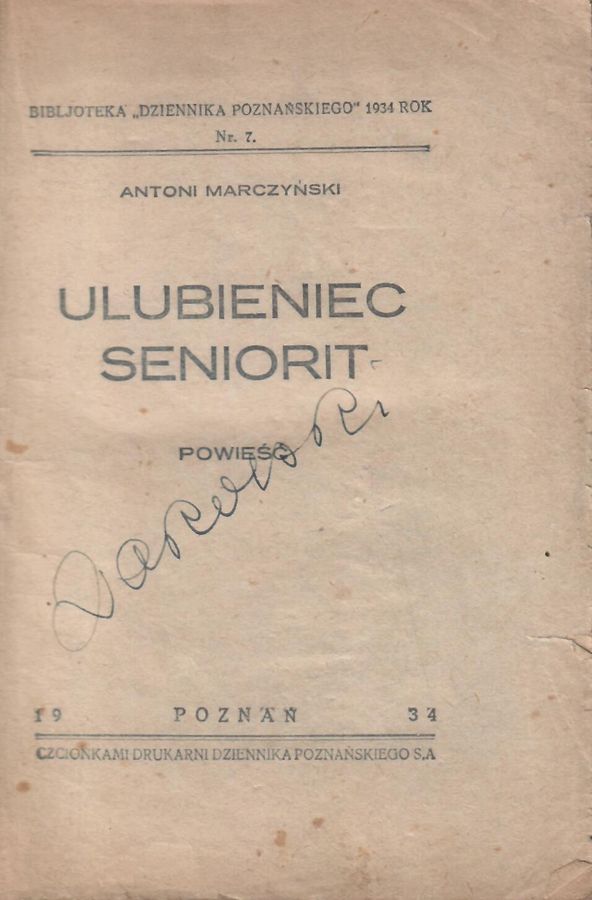 BIBLJOTEKA „DZIENNIKA POZNAŃSKIEGO" 1934 ROK
Nr. 7.
ANTONI MARCZYŃSKI
ULUBIENIEC
SENIORIT
POWIEŚĆ
19 POZNAŃ 34
CZCIONKAMI DRUKARNI DZIENNIKA POZNAŃSKIEGO S,A